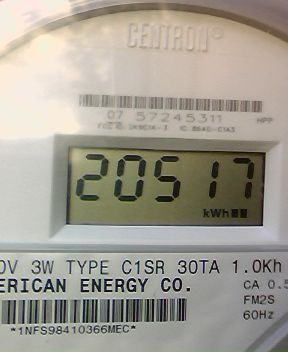 CENTRON®
07 57245311 HPP
20517
kWh
0V 3W TYPE C1SR 30TA 1.0Kh
ERICAN ENERGY CO. CA 0.5
FM2S
60Hz
*1NFS98410366MEC*